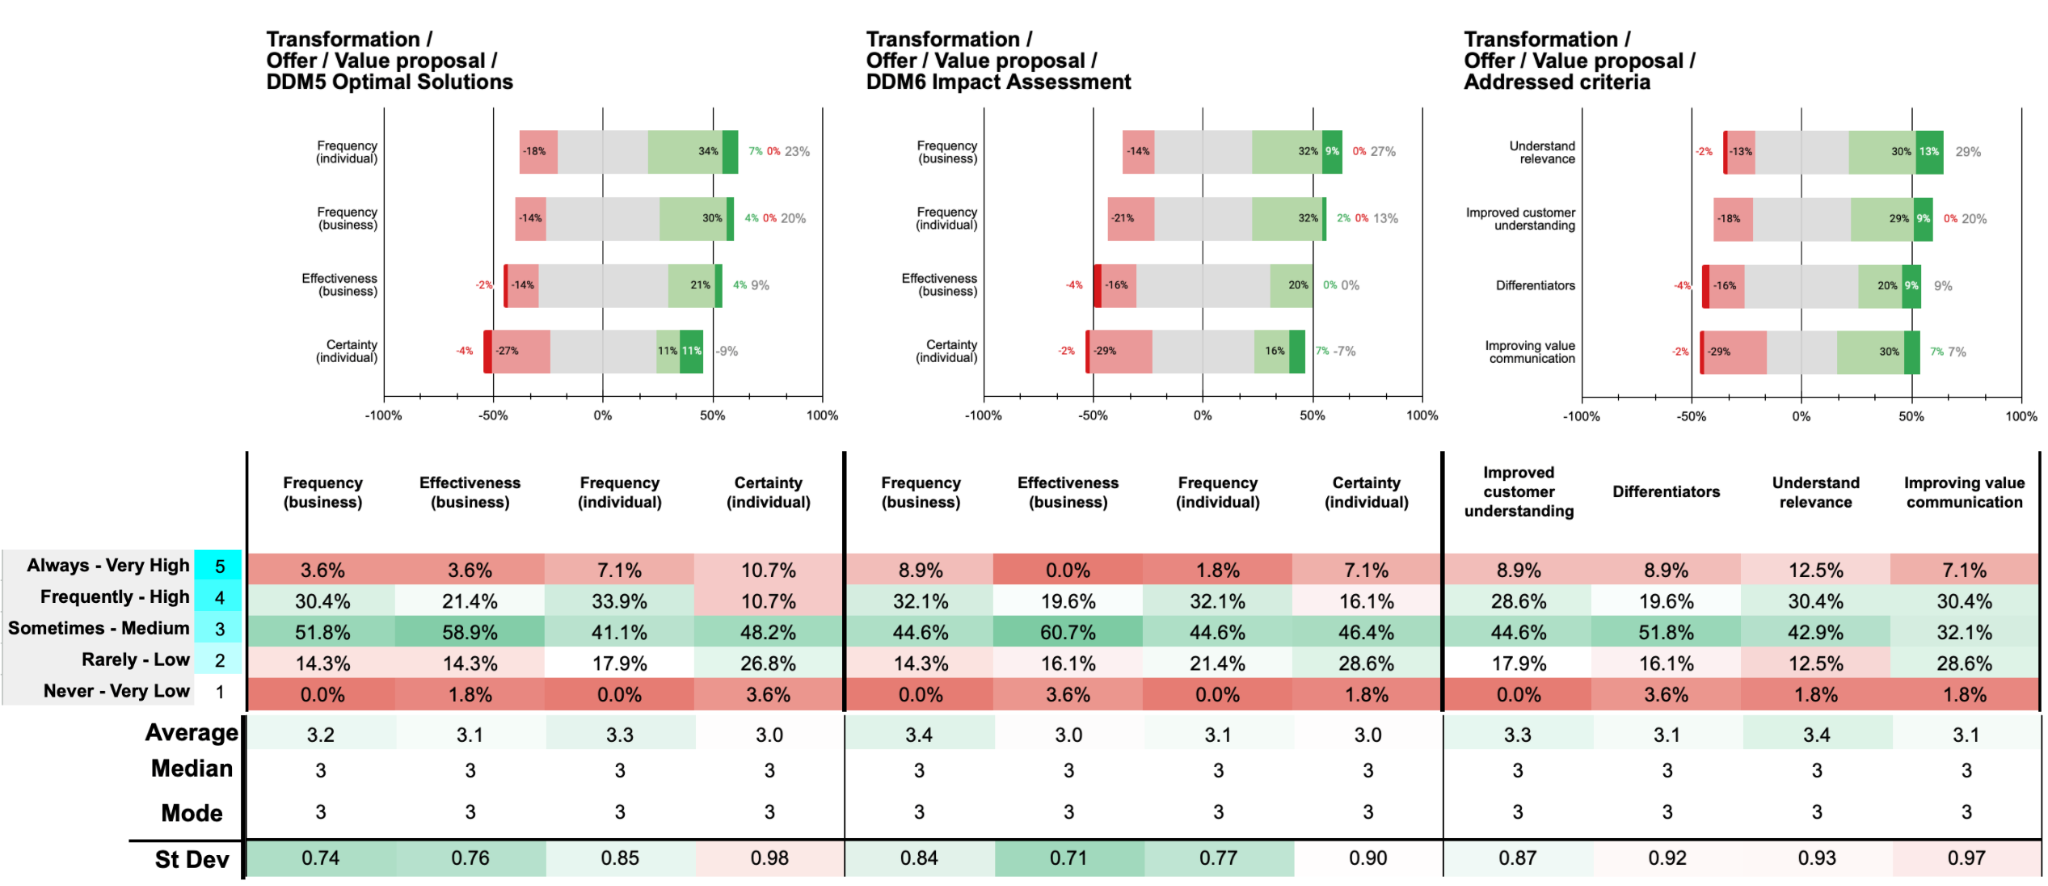 Transformation /
Offer / Value proposal /
DDM5 Optimal Solutions
Frequency
(individual)
-18%
34%
7% 0% 23%
Frequency
(business)
-14%
30%
4% 0% 20%
Effectiveness
(business)
-2%
-14%
21%
4% 9%
Certainty
(individual)
-4%
-27%
11% 11%
-9%
-100% -50% 0% 50% 100%
Transformation /
Offer / Value proposal /
DDM6 Impact Assessment
Frequency
(business)
-14%
32% 9%
0% 27%
Frequency
(individual)
-21%
32%
2% 0% 13%
Effectiveness
(business)
-4%
-16%
20%
0% 0%
Certainty
(individual)
-2%
-29%
16%
7% -7%
-100% -50% 0% 50% 100%
Transformation /
Offer / Value proposal /
Addressed criteria
Understand
relevance
-2%
-13%
30% 13%
29%
Improved customer
understanding
-18%
29% 9%
0% 20%
Differentiators
-4%
-16%
20% 9%
9%
Improving value
communication
-2%
-29%
30%
7% 7%
-100% -50% 0% 50% 100%
Frequency
(business)
Effectiveness
(business)
Frequency
(individual)
Certainty
(individual)
Frequency
(business)
Effectiveness
(business)
Frequency
(individual)
Certainty
(individual)
Improved
customer
understanding
Differentiators
Understand
relevance
Improving value
communication
Always - Very High 5 3.6% 3.6% 7.1% 10.7% 8.9% 0.0% 1.8% 7.1% 8.9% 8.9% 12.5% 7.1%
Frequently - High 4 30.4% 21.4% 33.9% 10.7% 32.1% 19.6% 32.1% 16.1% 28.6% 19.6% 30.4% 30.4%
Sometimes - Medium 3 51.8% 58.9% 41.1% 48.2% 44.6% 60.7% 44.6% 46.4% 44.6% 51.8% 42.9% 32.1%
Rarely - Low 2 14.3% 14.3% 17.9% 26.8% 14.3% 16.1% 21.4% 28.6% 17.9% 16.1% 12.5% 28.6%
Never - Very Low 1 0.0% 1.8% 0.0% 3.6% 0.0% 3.6% 0.0% 1.8% 0.0% 3.6% 1.8% 1.8%
Average 3.2 3.1 3.3 3.0 3.4 3.0 3.1 3.0 3.3 3.1 3.4 3.1
Median 3 3 3 3 3 3 3 3 3 3 3 3
Mode 3 3 3 3 3 3 3 3 3 3 3 3
St Dev 0.74 0.76 0.85 0.98 0.84 0.71 0.77 0.90 0.87 0.92 0.93 0.97